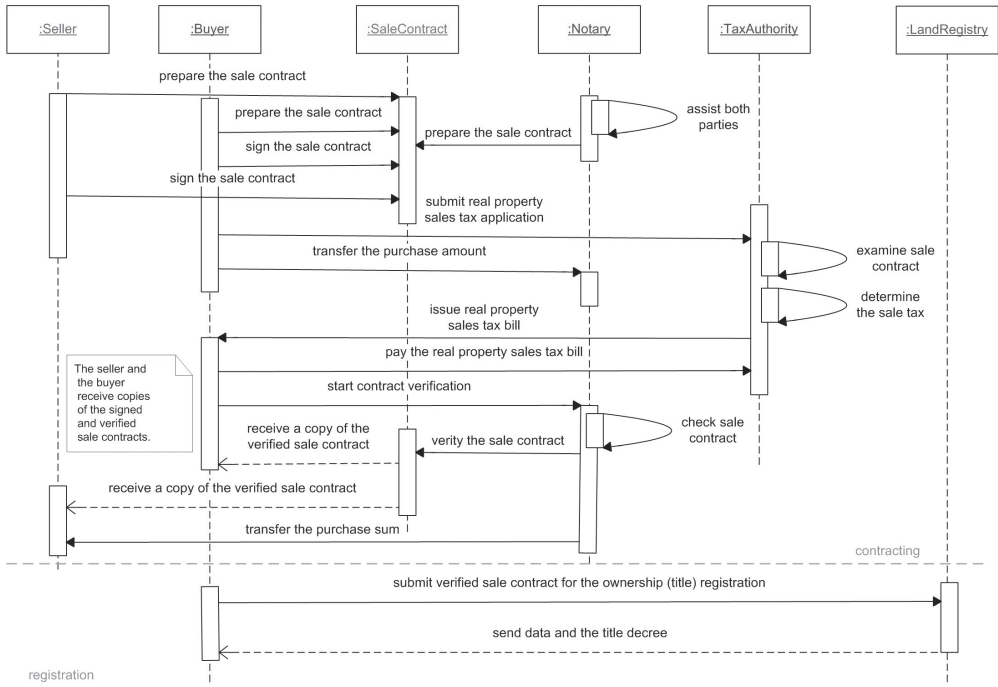 :Seller
:Buyer
:SaleContract
:Notary
:TaxAuthority
:LandRegistry
prepare the sale contract
prepare the sale contract
assist both
parties
prepare the sale contract
sign the sale contract
sign the sale contract
submit real property
sales tax application
transfer the purchase amount
examine sale
contract
determine
the sale tax
issue real property
sales tax bill
pay the real property sales tax bill
The seller and
the buyer
receive copies
of the signed
and verified
sale contracts.
start contract verification
check sale
contract
receive a copy of the
verified sale contract
verity the sale contract
receive a copy of the verified sale contract
transfer the purchase sum
contracting
submit verified sale contract for the ownership (title) registration
send data and the title decree
registration